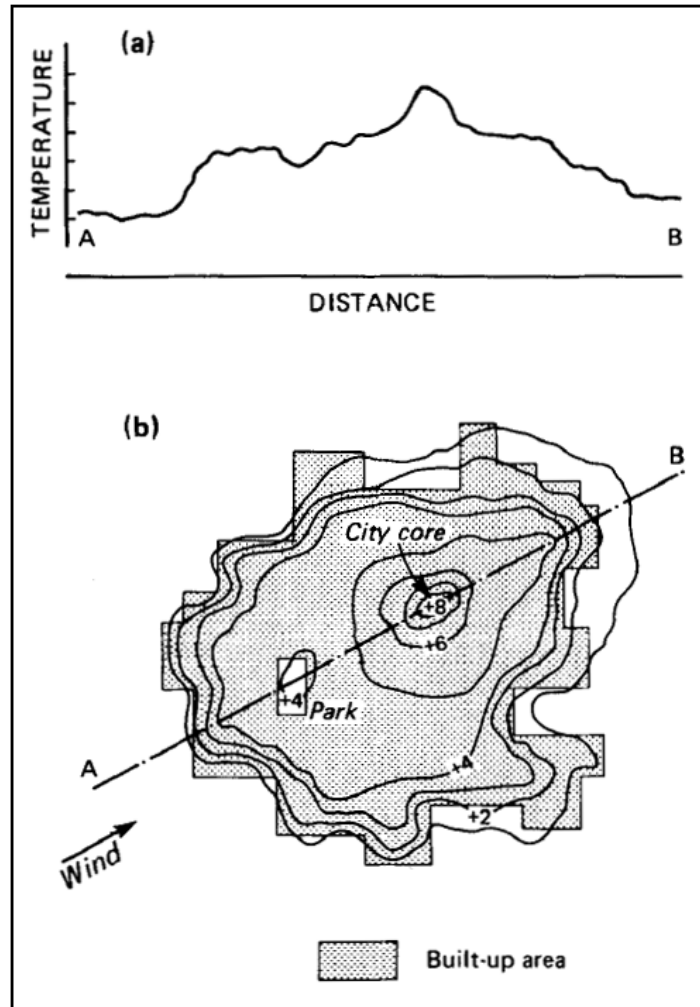 (a)
TEMPERATURE
A
B
DISTANCE
(b)
B
City core
+8
+6
+4
Park
A
+4
+2
Wind
Built-up area